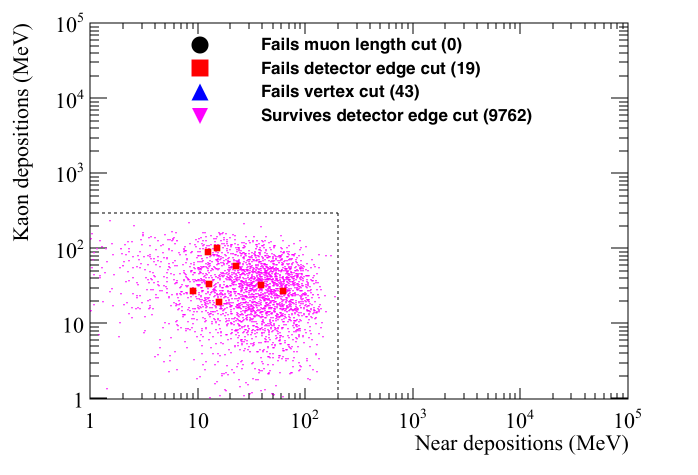 Kaon depositions (MeV)
10^5
10^4
10^3
10^2
10
1
Fails muon length cut (0)
Fails detector edge cut (19)
Fails vertex cut (43)
Survives detector edge cut (9762)
1 10 10^2 10^3 10^4 10^5
Near depositions (MeV)